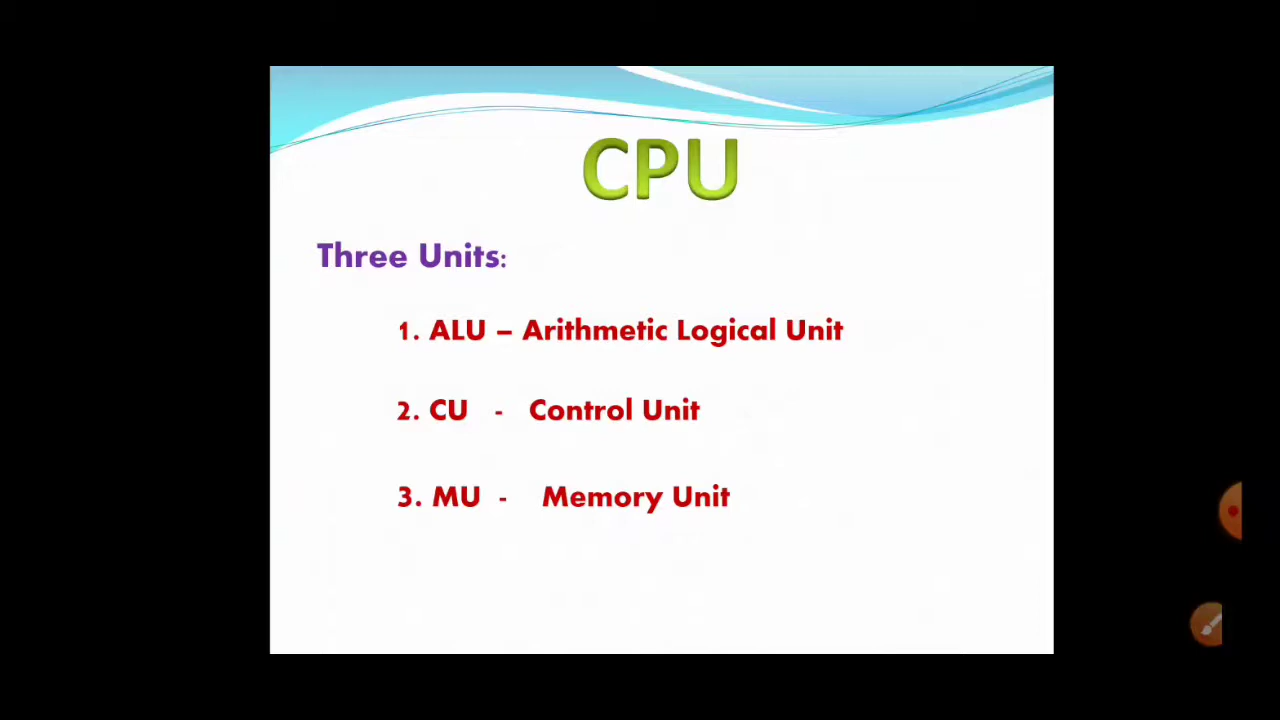 CPU
Three Units:
1. ALU – Arithmetic Logical Unit
2. CU - Control Unit
3. MU - Memory Unit